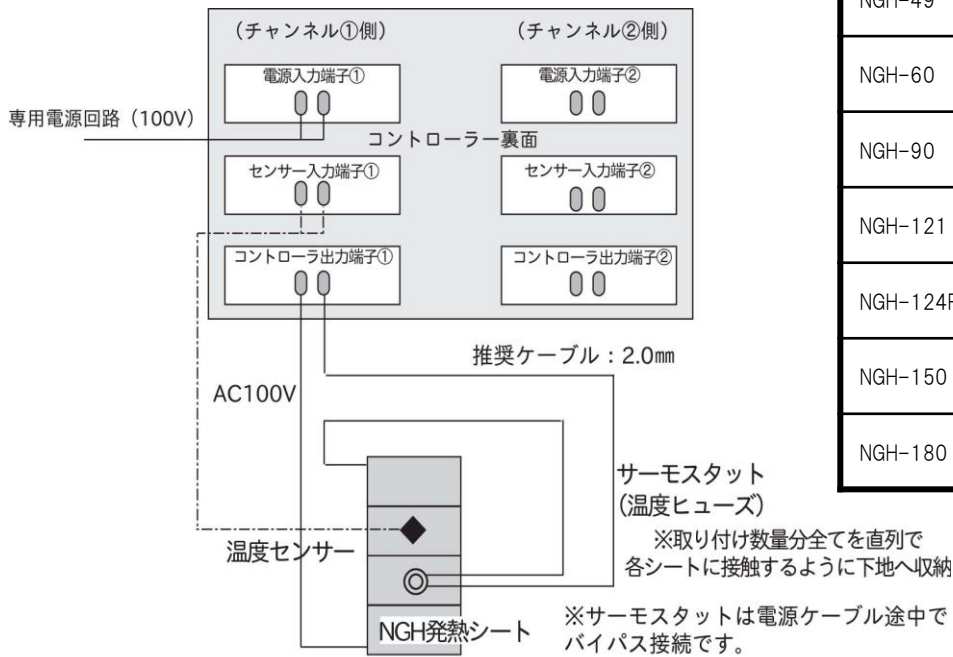 (チャンネル①側)
(チャンネル②側)
電源入力端子①
電源入力端子②
専用電源回路(100V)
コントローラー裏面
センサー入力端子①
センサー入力端子②
コントローラ出力端子①
コントローラ出力端子②
推奨ケーブル:2.0㎜
AC100V
サーモスタット
(温度ヒューズ)
※取り付け数量分全てを直列で
各シートに接触するように下地へ収納
温度センサー
NGH発熱シート
※サーモスタットは電源ケーブル途中で
バイパス接続です。
NGH-49
NGH-60
NGH-90
NGH-121
NGH-124
NGH-150
NGH-180